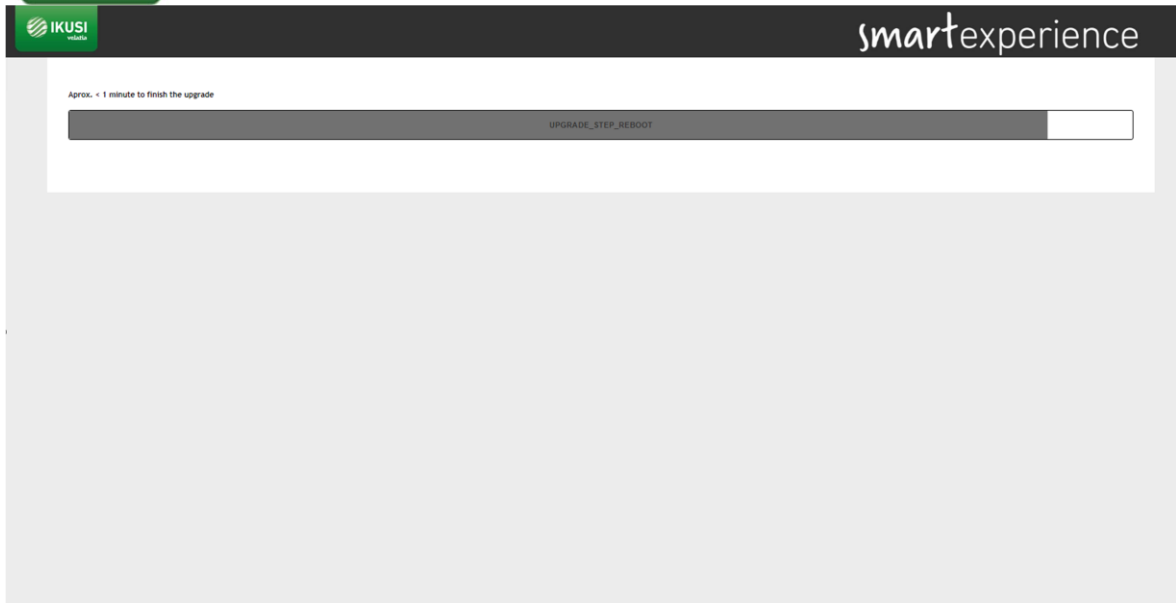 IKUSI
velatia
smartexperience
Aprox. < 1 minute to finish the upgrade
UPGRADE_STEP_REBOOT